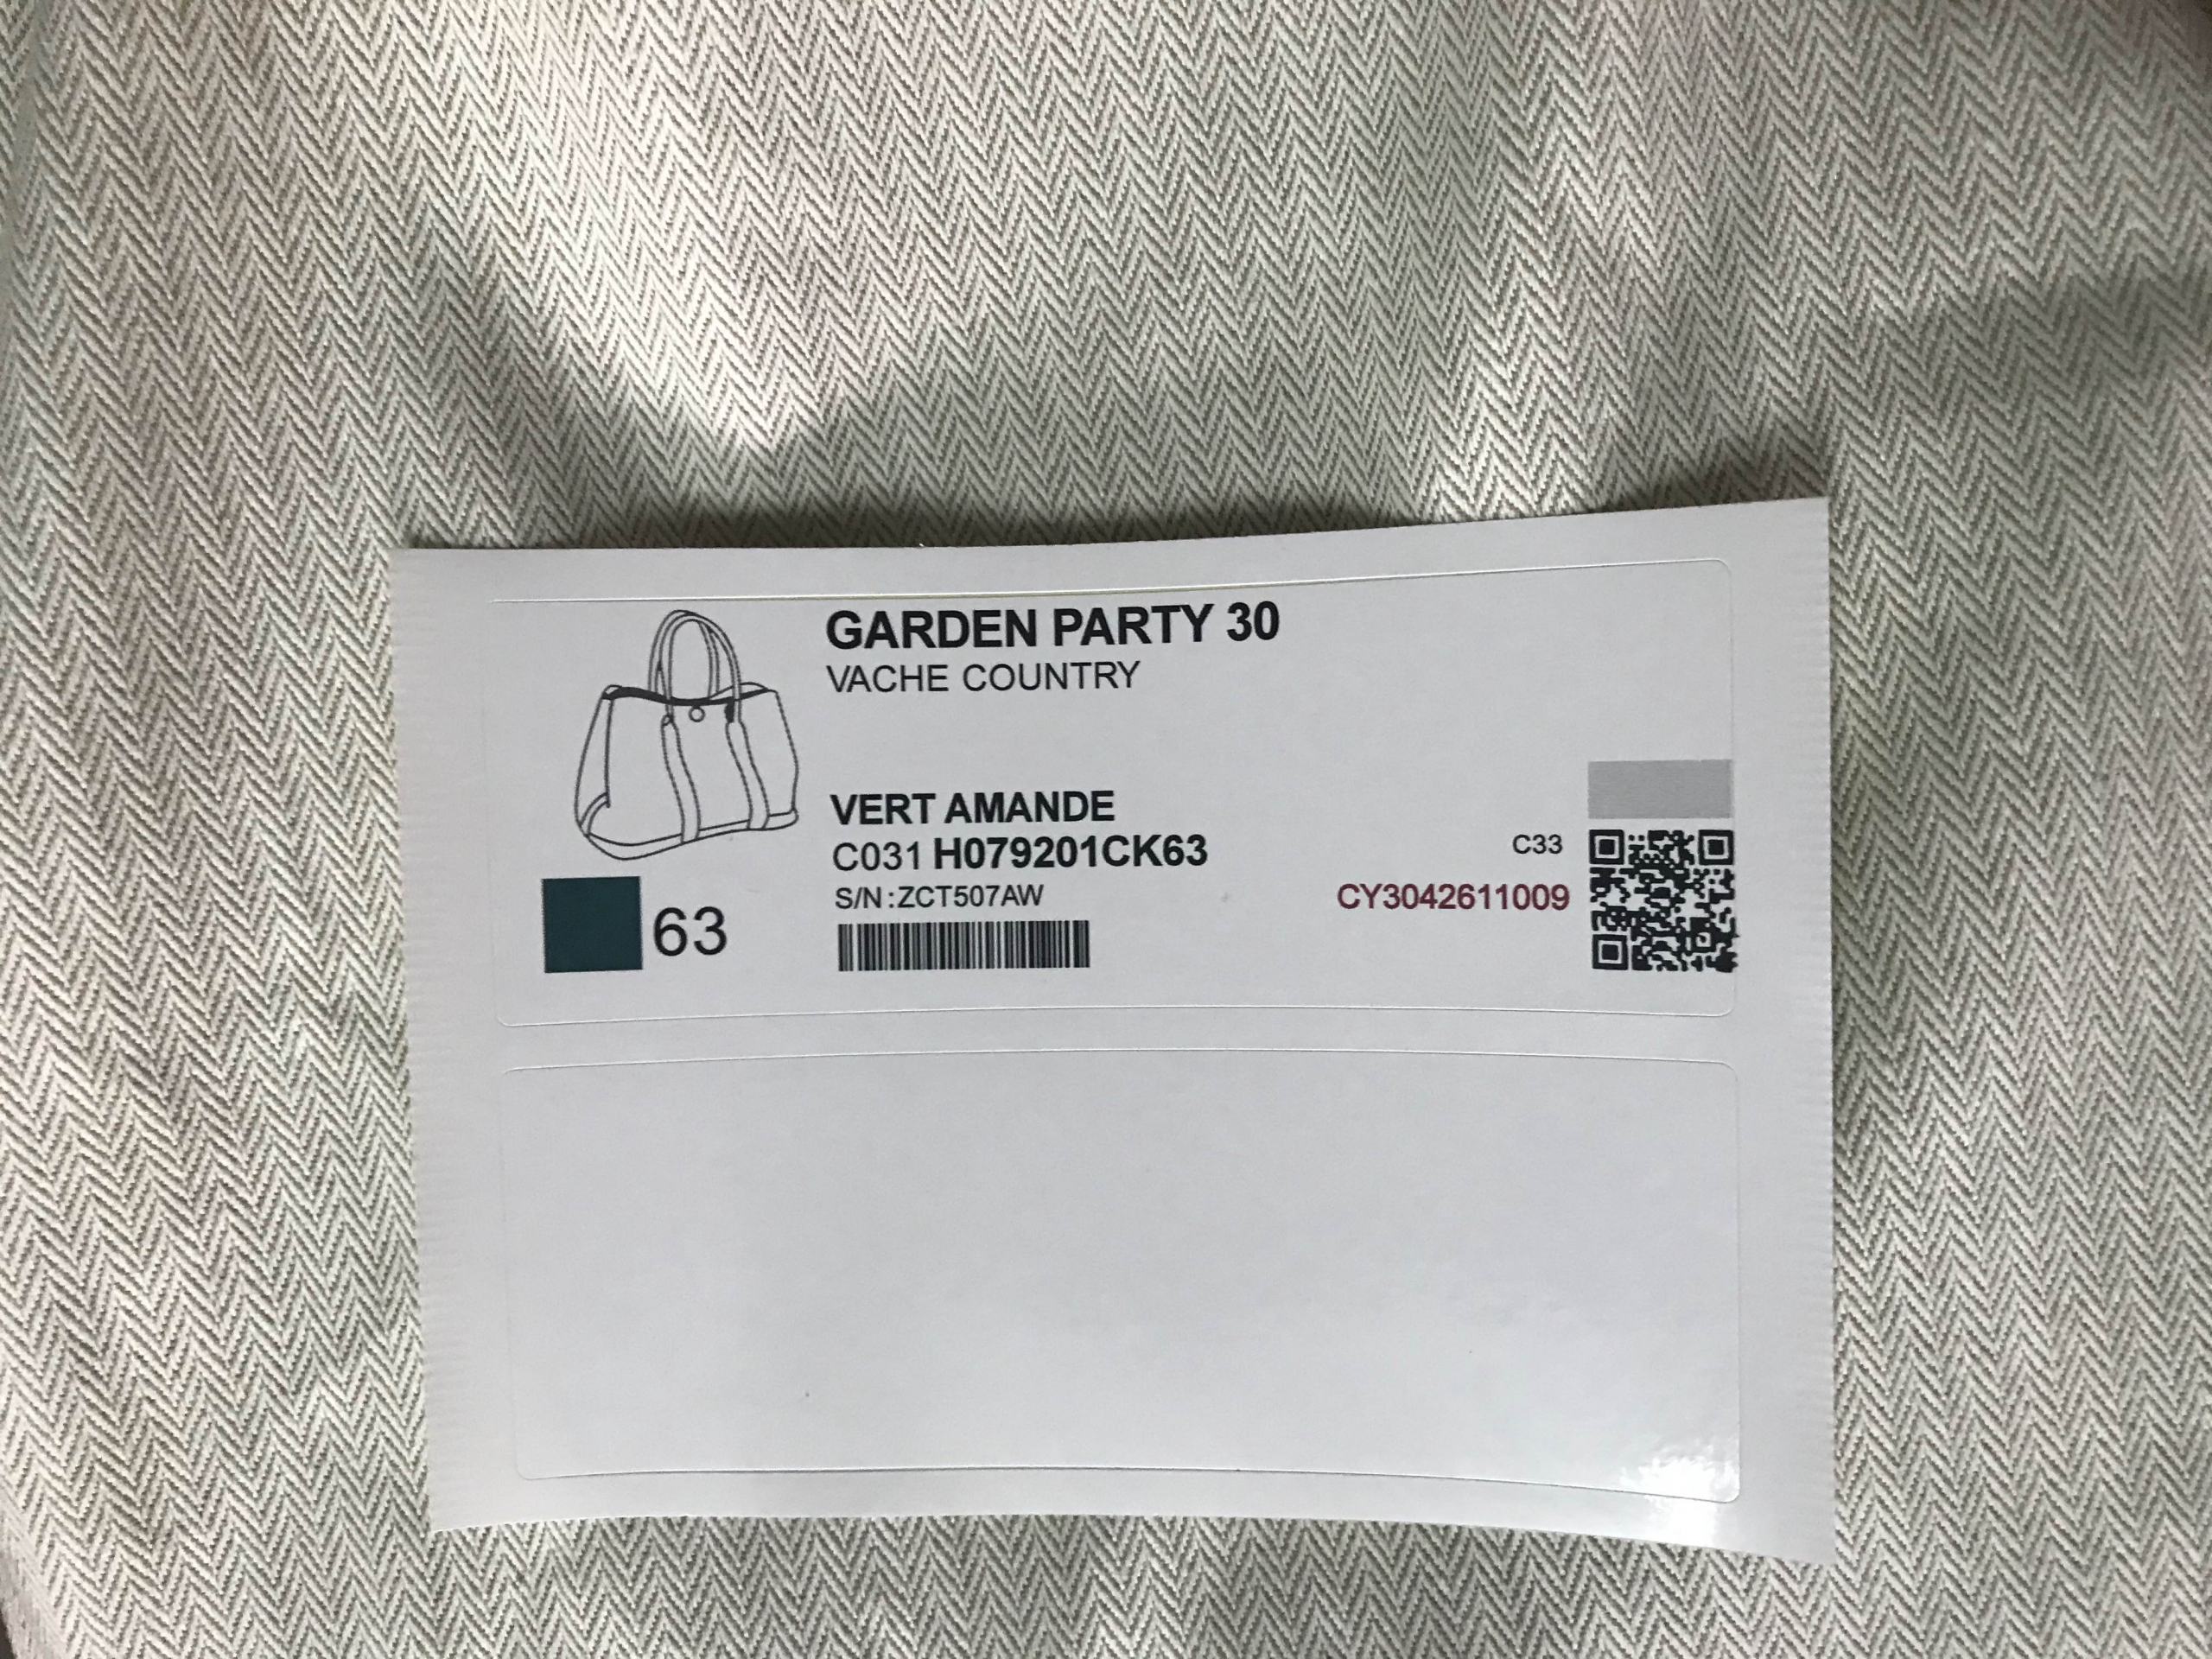 GARDEN PARTY 30
VACHE COUNTRY
VERT AMANDE
C031 H079201CK63
C33
S/N :ZCT507AW
CY3042611009
63